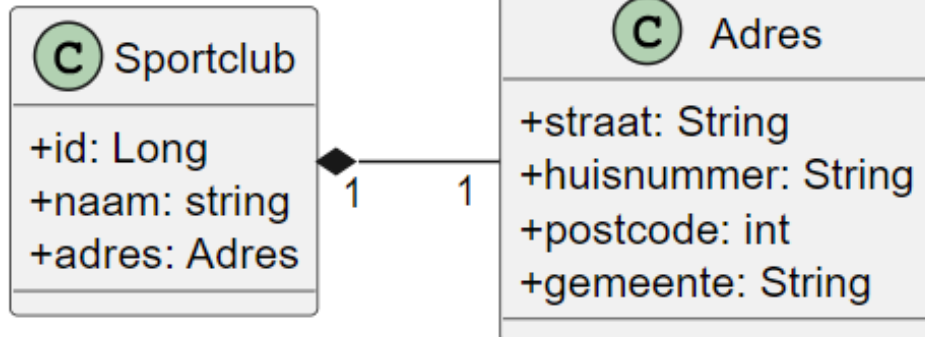 C Sportclub
+id: Long
+naam: string
+adres: Adres
1
1
C Adres
+straat: String
+huisnummer: String
+postcode: int
+gemeente: String